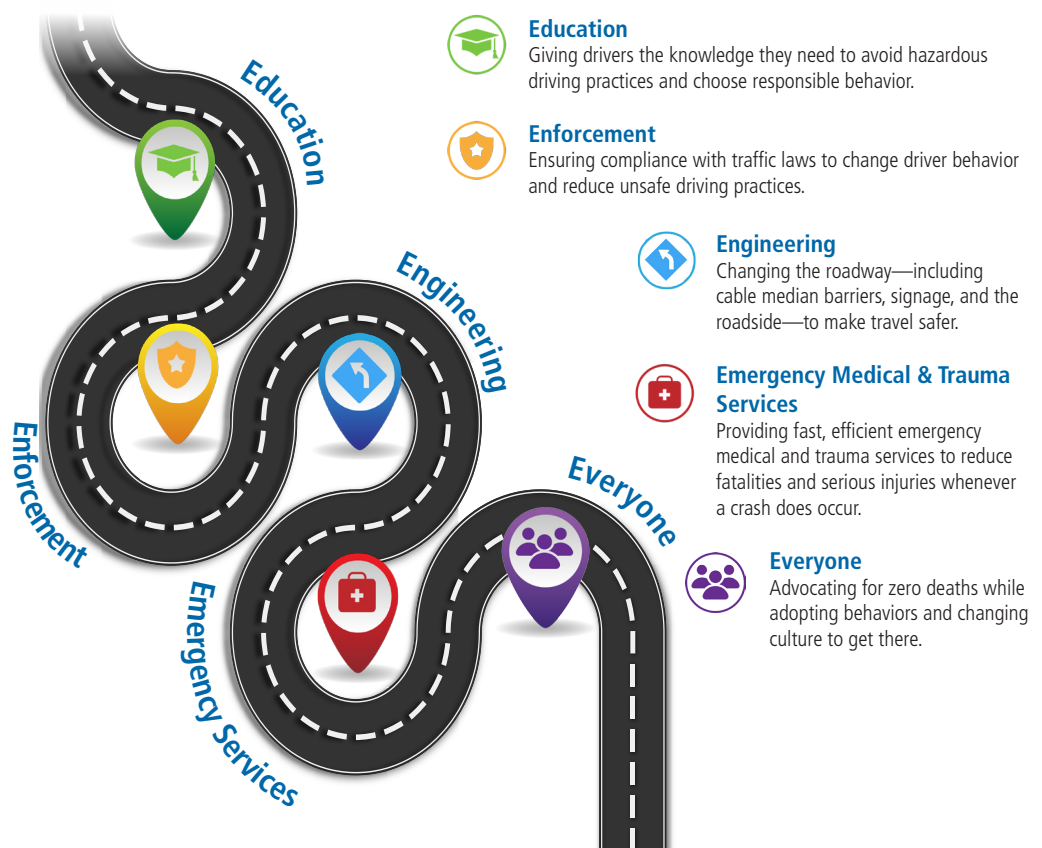 Education
Enforcement
Engineering
Emergency Services
Everyone
Education
Giving drivers the knowledge they need to avoid hazardous
driving practices and choose responsible behavior.
Enforcement
Ensuring compliance with traffic laws to change driver behavior
and reduce unsafe driving practices.
Engineering
Changing the roadway—including
cable median barriers, signage, and the
roadside—to make travel safer.
Emergency Medical & Trauma
Services
Providing fast, efficient emergency
medical and trauma services to reduce
fatalities and serious injuries whenever
a crash does occur.
Everyone
Advocating for zero deaths while
adopting behaviors and changing
culture to get there.